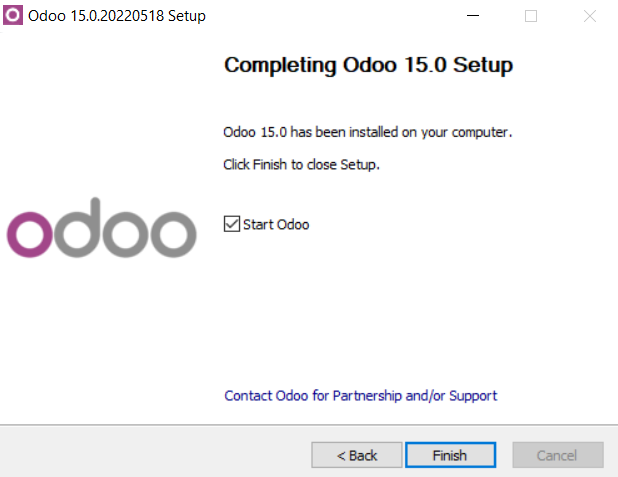 Odoo 15.0.20220518 Setup
Completing Odoo 15.0 Setup
Odoo 15.0 has been installed on your computer.
Click Finish to close Setup.
odoo
Start Odoo
Contact Odoo for Partnership and/or Support
< Back
Finish
Cancel